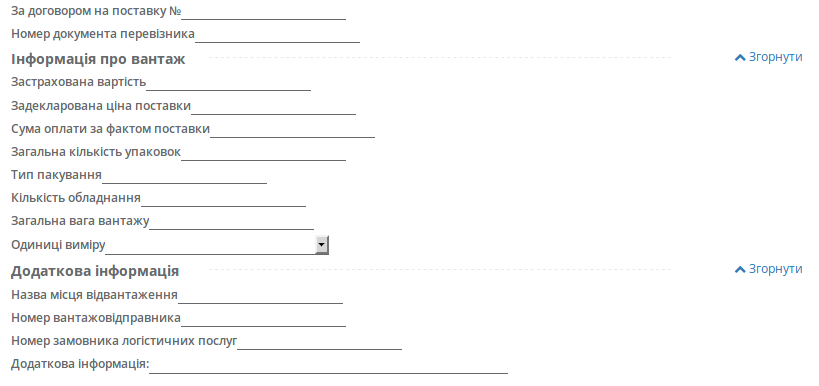 За договором на поставку №
Номер документа перевізника
Інформація про вантаж Згорнути
Застрахована вартість
Задекларована ціна поставки
Сума оплати за фактом поставки
Загальна кількість упаковок
Тип пакування
Кількість обладнання
Загальна вага вантажу
Одиниці виміру
Додаткова інформація Згорнути
Назва місця відвантаження
Номер вантажовідправника
Номер замовника логістичних послуг
Додаткова інформація: